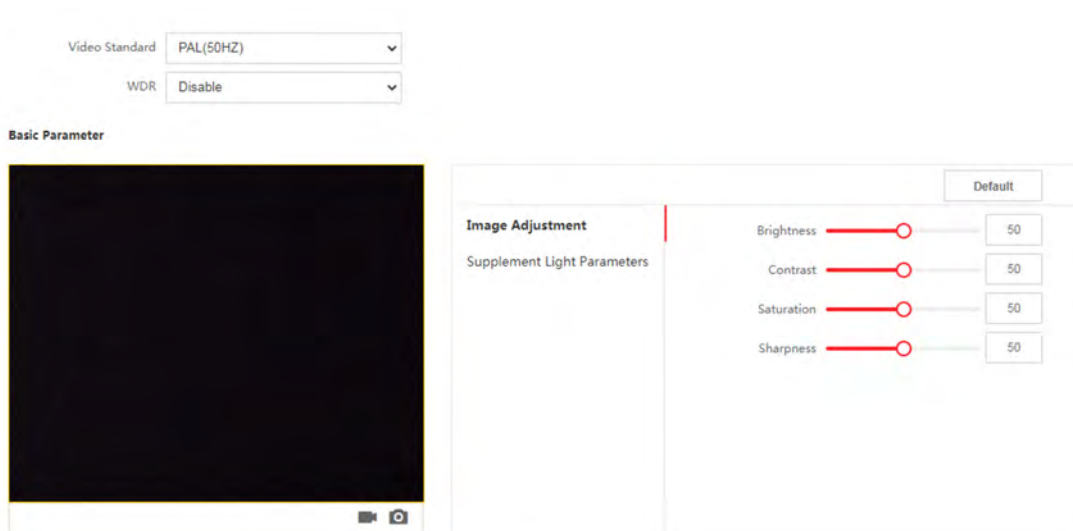 Video Standard PAL(50HZ)
WDR Disable
Basic Parameter
Default
Image Adjustment
Supplement Light Parameters
Brightness 50
Contrast 50
Saturation 50
Sharpness 50